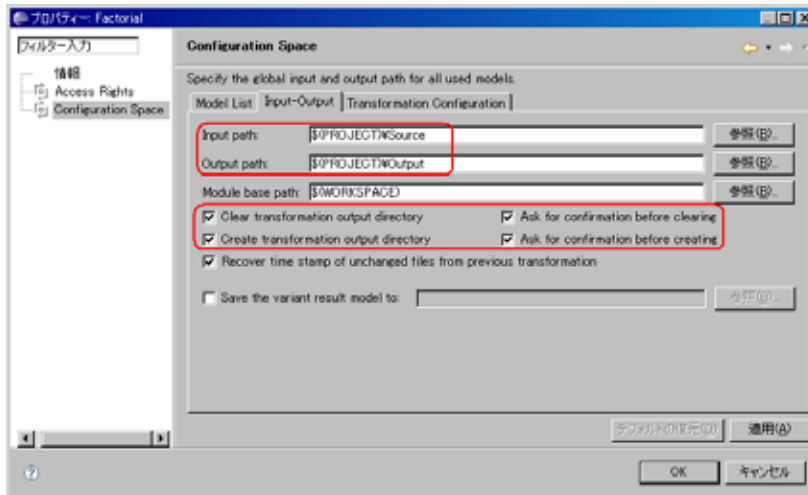 プロパティー: Factorial
フィルター入力
情報
Access Rights
Configuration Space
Configuration Space
Specify the global input and output path for all used models.
Model List Input-Output Transformation Configuration
Input path: $(PROJECT)¥Source 参照(B)...
Output path: $(PROJECT)¥Output 参照(B)...
Module base path: $(WORKSPACE) 参照(B)...
Clear transformation output directory Ask for confirmation before clearing
Create transformation output directory Ask for confirmation before creating
Recover time stamp of unchanged files from previous transformation
Save the variant result model to: 参照(B)...
デフォルトの復元(D) 適用(A)
OK キャンセル